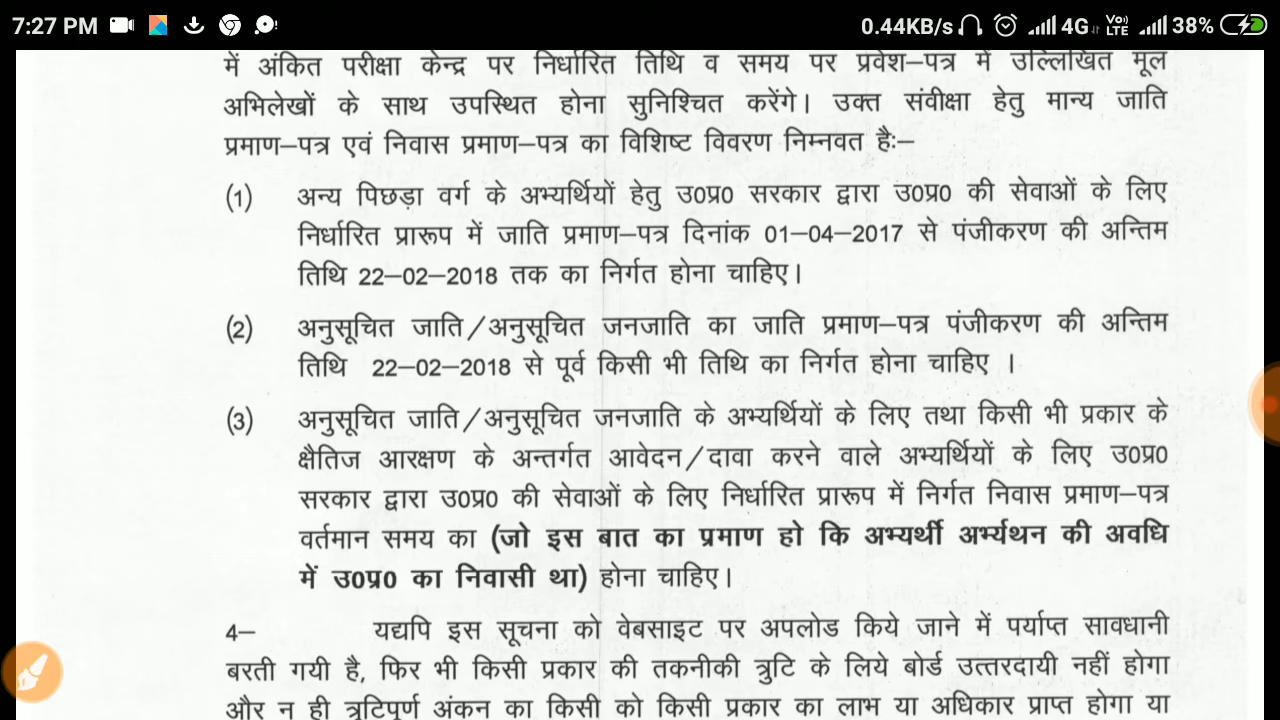 7:27 PM 0.44KB/s 4G VoLTE 38%
में अंकित परीक्षा केन्द्र पर निर्धारित तिथि व समय पर प्रवेश–पत्र में उल्लिखित मूल
अभिलेखों के साथ उपस्थित होना सुनिश्चित करेंगे। उक्त संवीक्षा हेतु मान्य जाति
प्रमाण–पत्र एवं निवास प्रमाण–पत्र का विशिष्ट विवरण निम्नवत है:–
(1) अन्य पिछड़ा वर्ग के अभ्यर्थियों हेतु उ0प्र0 सरकार द्वारा उ0प्र0 की सेवाओं के लिए
निर्धारित प्रारूप में जाति प्रमाण–पत्र दिनांक 01–04–2017 से पंजीकरण की अन्तिम
तिथि 22–02–2018 तक का निर्गत होना चाहिए।
(2) अनुसूचित जाति/अनुसूचित जनजाति का जाति प्रमाण–पत्र पंजीकरण की अन्तिम
तिथि 22–02–2018 से पूर्व किसी भी तिथि का निर्गत होना चाहिए ।
(3) अनुसूचित जाति/अनुसूचित जनजाति के अभ्यर्थियों के लिए तथा किसी भी प्रकार के
क्षैतिज आरक्षण के अन्तर्गत आवेदन/दावा करने वाले अभ्यर्थियों के लिए उ0प्र0
सरकार द्वारा उ0प्र0 की सेवाओं के लिए निर्धारित प्रारूप में निर्गत निवास प्रमाण–पत्र
वर्तमान समय का (जो इस बात का प्रमाण हो कि अभ्यर्थी अर्भ्यथन की अवधि
में उ0प्र0 का निवासी था) होना चाहिए।
4– यद्यपि इस सूचना को वेबसाइट पर अपलोड किये जाने में पर्याप्त सावधानी
बरती गयी है, फिर भी किसी प्रकार की तकनीकी त्रुटि के लिये बोर्ड उत्तरदायी नहीं होगा
और न ही त्रुटिपूर्ण अंकन का किसी को किसी प्रकार का लाभ या अधिकार प्राप्त होगा या